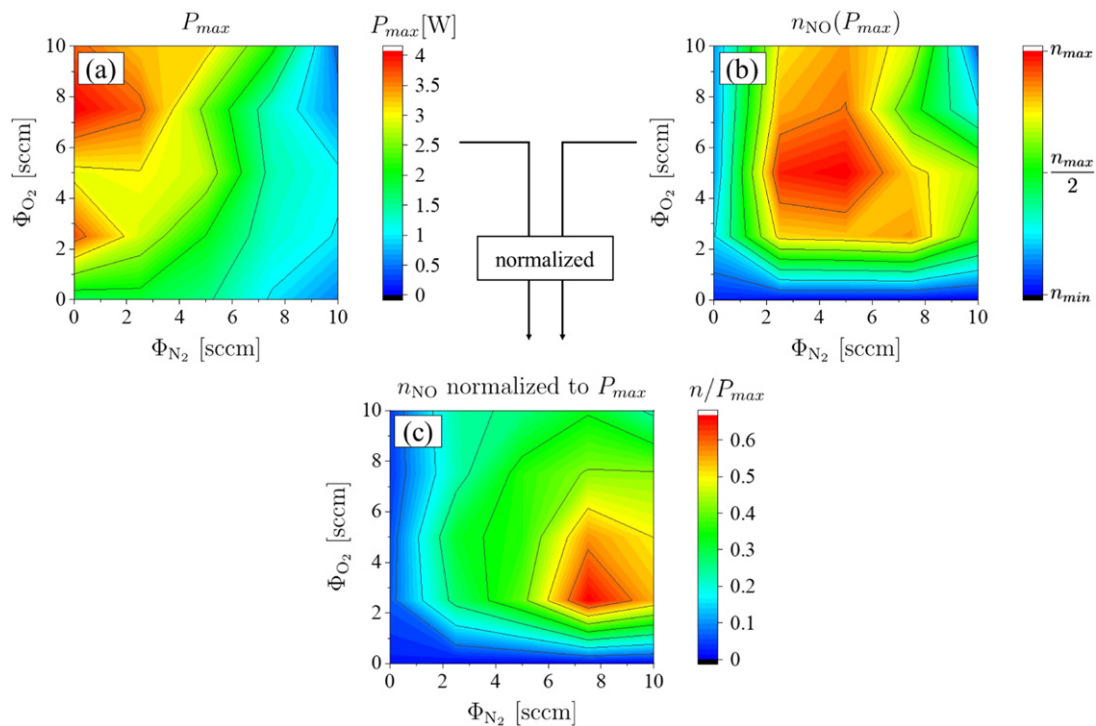 P_max
P_max[W]
(a)
10
8
6
4
2
0
Φ_O₂ [sccm]
0 2 4 6 8 10
Φ_N₂ [sccm]
4
3.5
3
2.5
2
1.5
1
0.5
0
normalized
n_NO(P_max)
(b)
10
8
6
4
2
0
Φ_O₂ [sccm]
0 2 4 6 8 10
Φ_N₂ [sccm]
n_max
n_max/2
n_min
n_NO normalized to P_max
n/P_max
(c)
10
8
6
4
2
0
Φ_O₂ [sccm]
0 2 4 6 8 10
Φ_N₂ [sccm]
0.6
0.5
0.4
0.3
0.2
0.1
0